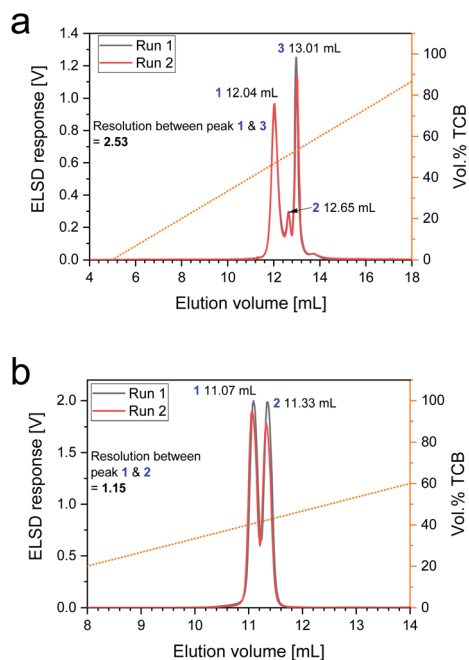 a
Run 1
Run 2
3 13.01 mL
1 12.04 mL
Resolution between peak 1 & 3
= 2.53
2 12.65 mL
ELSD response [V]
0.0
0.2
0.4
0.6
0.8
1.0
1.2
1.4
4 6 8 10 12 14 16 18
Elution volume [mL]
0
20
40
60
80
100
Vol.% TCB
b
Run 1
Run 2
1 11.07 mL
2 11.33 mL
Resolution between
peak 1 & 2
= 1.15
ELSD response [V]
0.0
0.5
1.0
1.5
2.0
8 9 10 11 12 13 14
Elution volume [mL]
0
20
40
60
80
100
Vol.% TCB